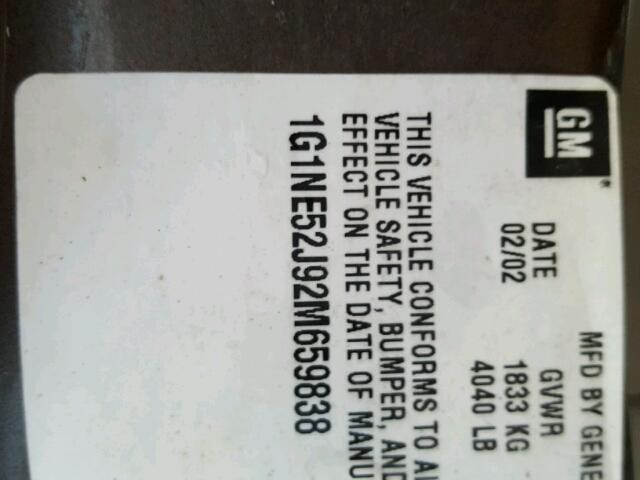 GM
MFD BY GENE
DATE GVWR
02/02 1833 KG
4040 LB
THIS VEHICLE CONFORMS TO AL
VEHICLE SAFETY, BUMPER, AND
EFFECT ON THE DATE OF MANU
1G1NE52J92M659838